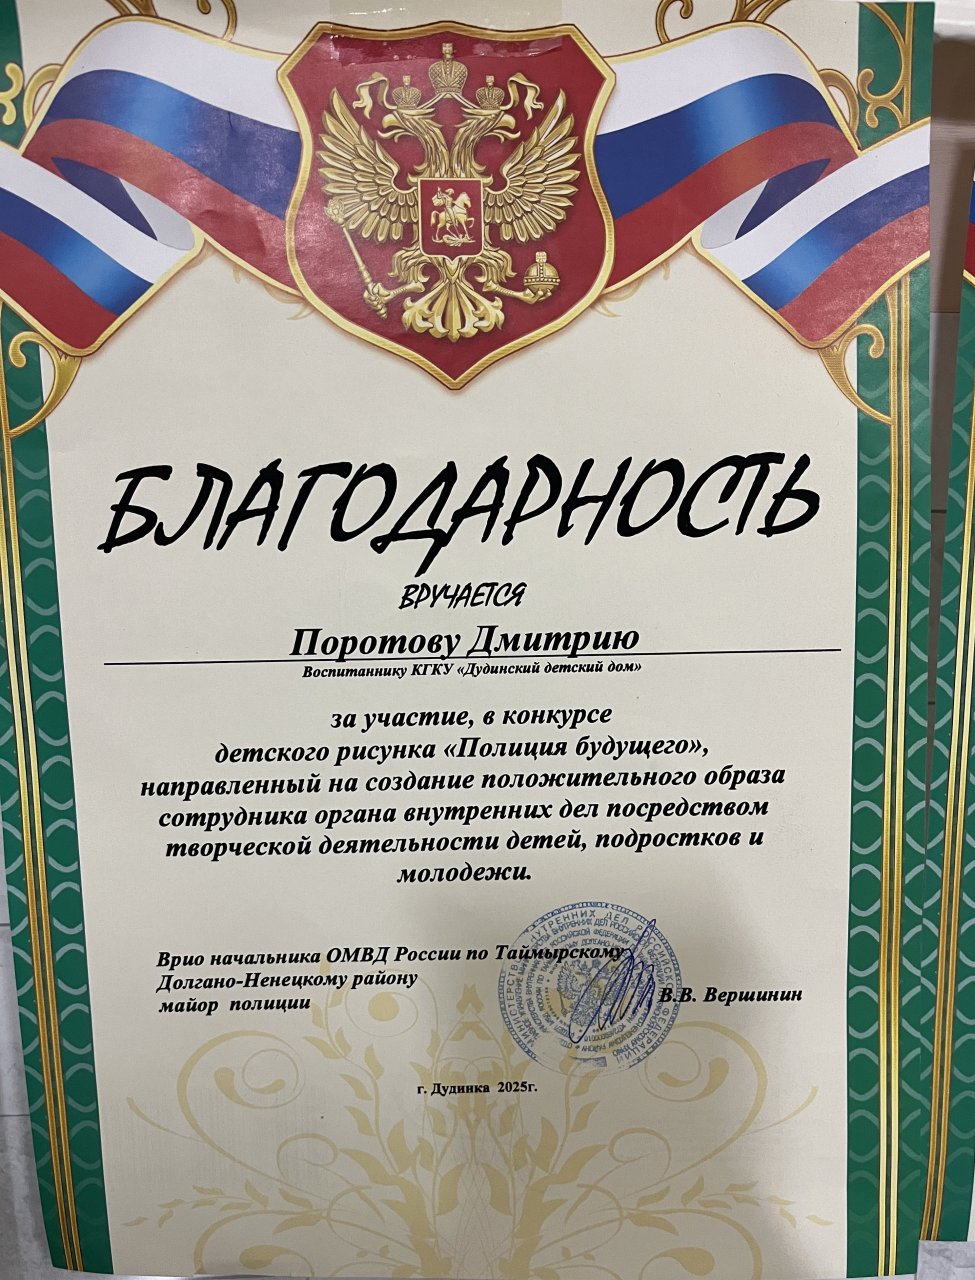 БЛАГОДАРНОСТЬ
ВРУЧАЕТСЯ
Поротову Дмитрию
Воспитаннику КГКУ «Дудинский детский дом»
за участие, в конкурсе
детского рисунка «Полиция будущего»,
направленный на создание положительного образа
сотрудника органа внутренних дел посредством
творческой деятельности детей, подростков и
молодежи.
Врио начальника ОМВД России по Таймырскому
Долгано-Ненецкому району
майор полиции
В.В. Вершинин
г. Дудинка 2025г.